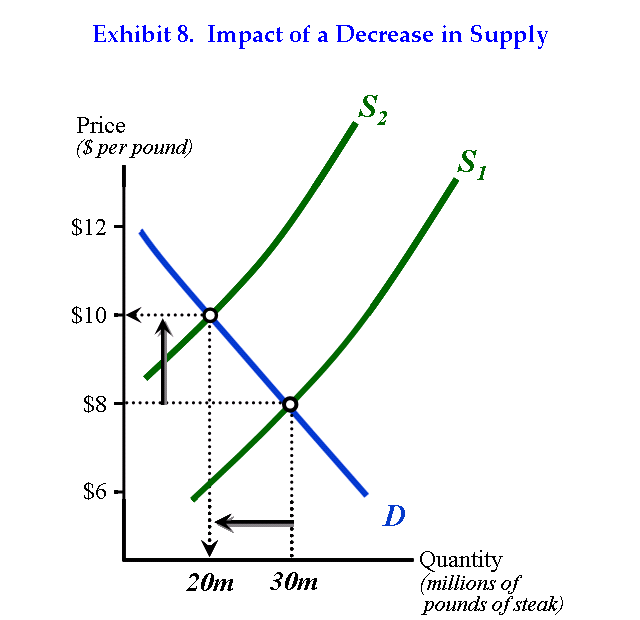 Exhibit 8.  Impact of a Decrease in Supply
S2
Price
($ per pound)
S1
$12
$10
$8
$6
D
Quantity
20m
30m
(millions of
pounds of steak)